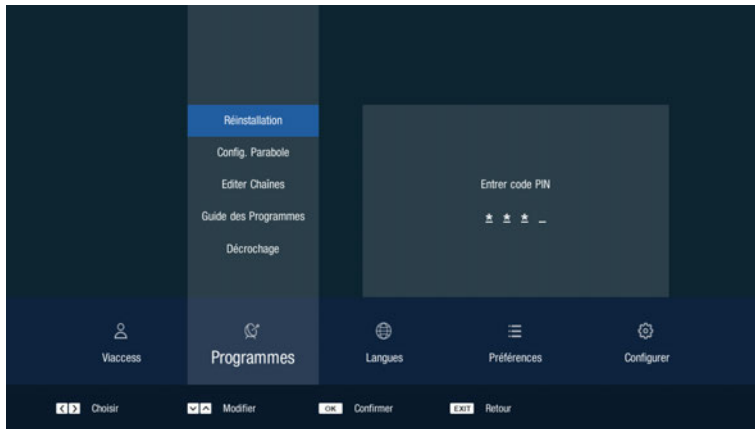 Réinstallation
Config. Parabole
Editer Chaînes
Guide des Programmes
Décrochage
Entrer code PIN
* * * _
Viaccess
Programmes
Langues
Préférences
Configurer
Choisir
Modifier
OK Confirmer
EXIT Retour